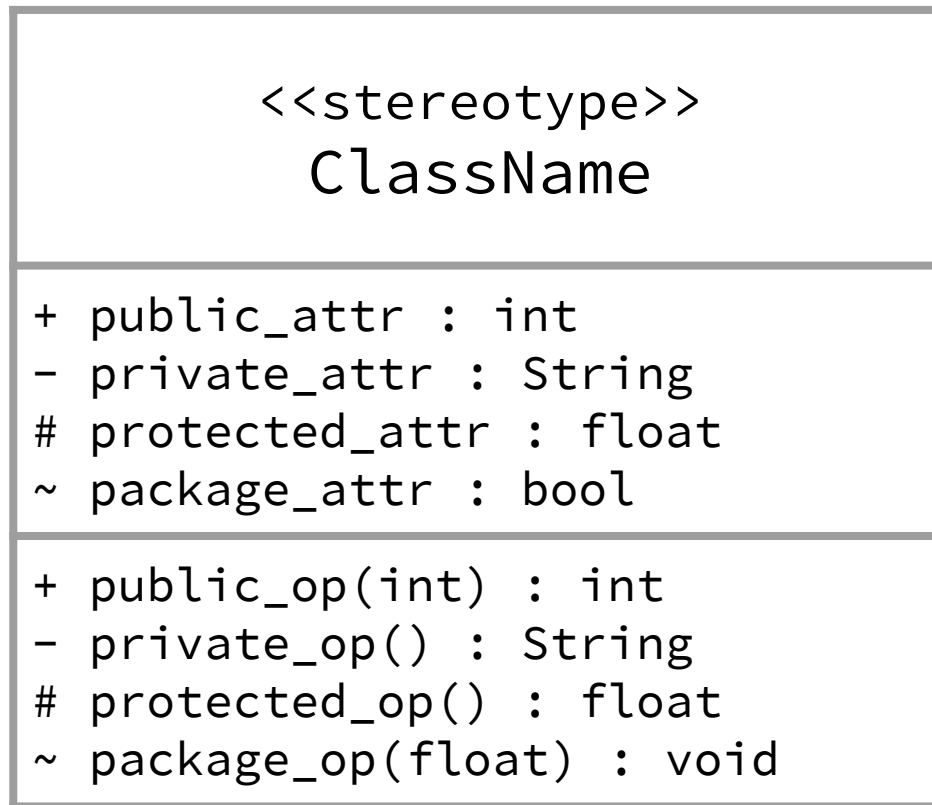 <<stereotype>>
ClassName
+ public_attr : int
- private_attr : String
# protected_attr : float
~ package_attr : bool
+ public_op(int) : int
- private_op() : String
# protected_op() : float
~ package_op(float) : void